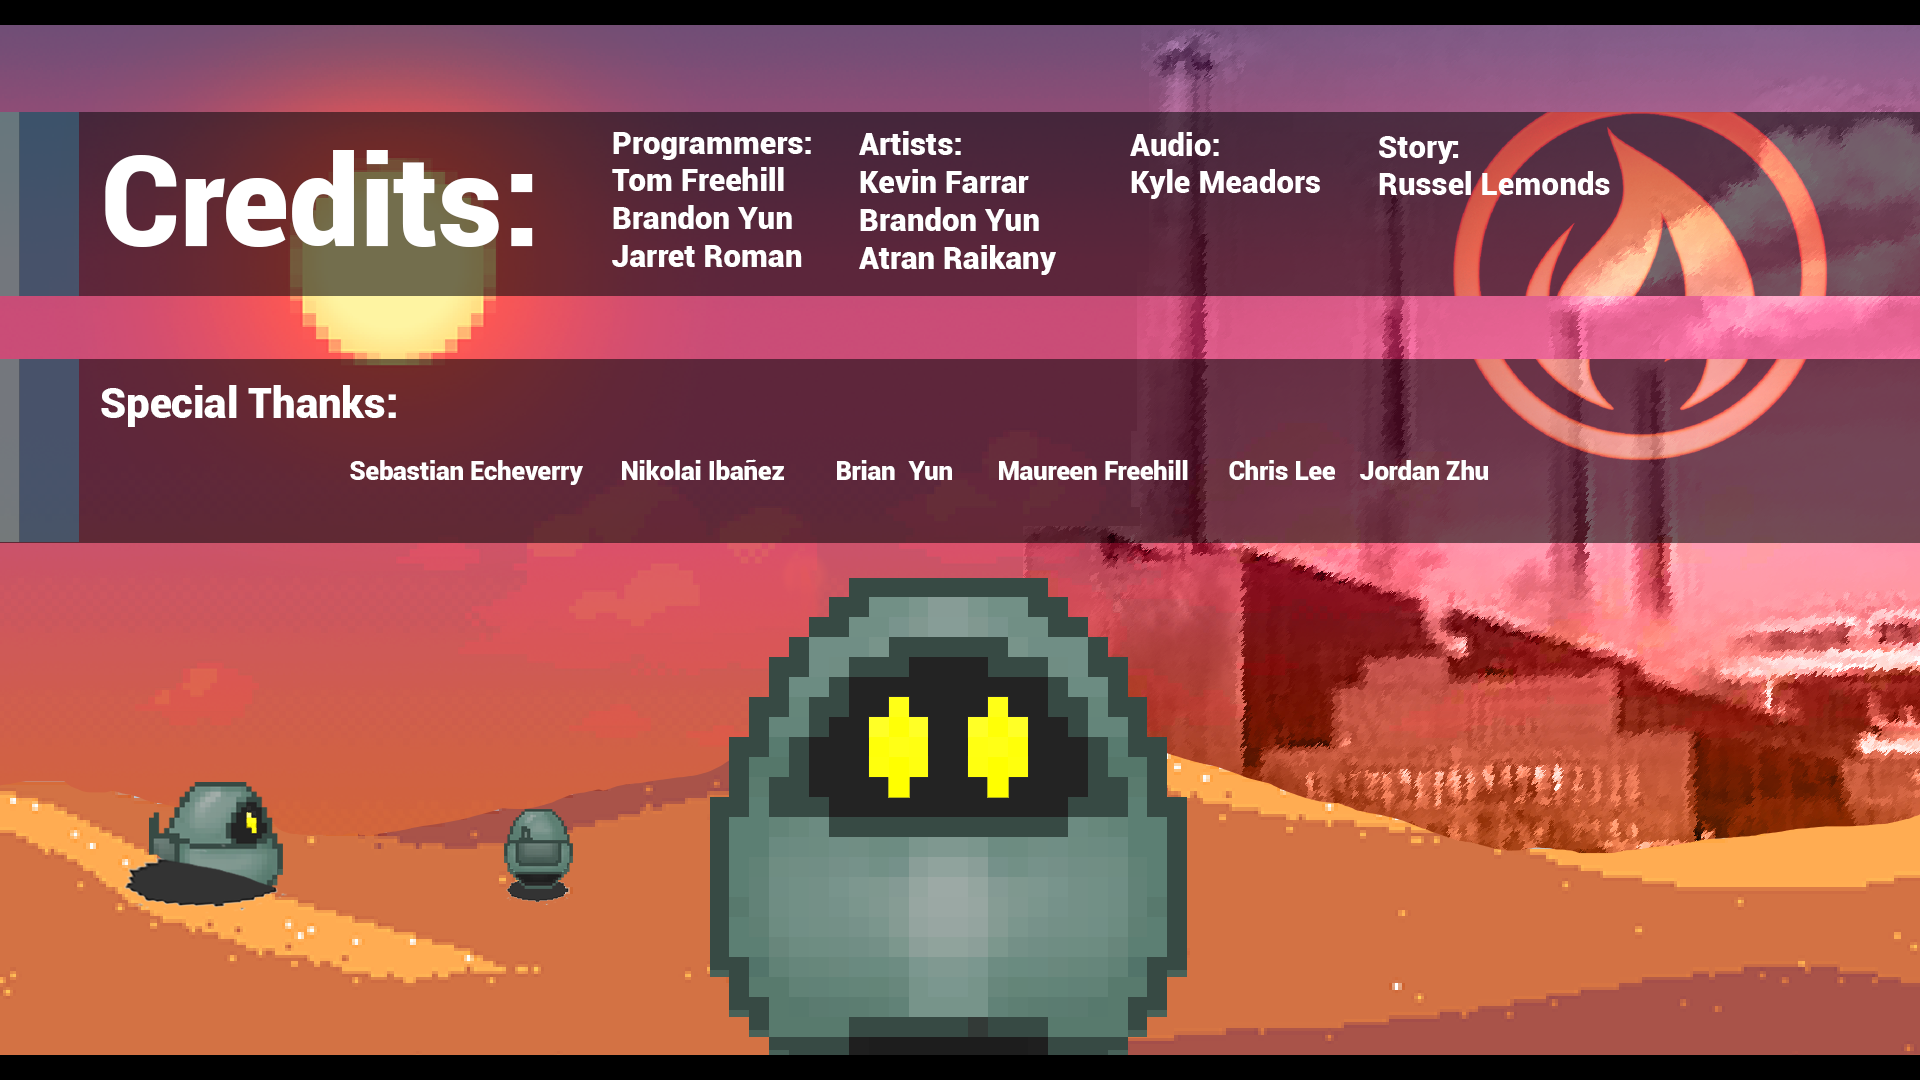 Credits:
Programmers:
Tom Freehill
Brandon Yun
Jarret Roman
Artists:
Kevin Farrar
Brandon Yun
Atran Raikany
Audio:
Kyle Meadors
Story:
Russel Lemonds
Special Thanks:
Sebastian Echeverry Nikolai Ibañez Brian Yun Maureen Freehill Chris Lee Jordan Zhu